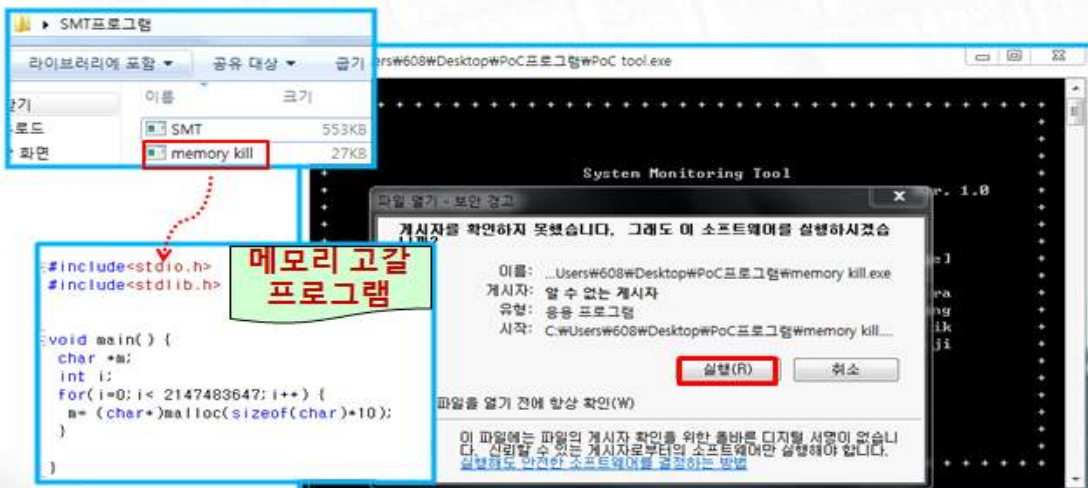 SMT프로그램
라이브러리에 포함 ▼ 공유 대상 ▼ 굽기
찾기 이름 크기
로드 SMT 553KB
화면 memory kill 27KB
ers₩608₩Desktop₩PoC프로그램₩PoC tool.exe
System Monitoring Tool
r. 1.0
파일 열기 - 보안 경고
게시자를 확인하지 못했습니다. 그래도 이 소프트웨어를 실행하시겠습
니까?
이름: ...Users₩608₩Desktop₩PoC프로그램₩memory kill.exe
게시자: 알 수 없는 게시자
유형: 응용 프로그램
시작: C:₩Users₩608₩Desktop₩PoC프로그램₩memory kill....
실행(R) 취소
파일을 열기 전에 항상 확인(W)
이 파일에는 파일의 게시자 확인을 위한 올바른 디지털 서명이 없습니
다. 신뢰할 수 있는 게시자로부터의 소프트웨어만 실행해야 합니다.
실행해도 안전한 소프트웨어를 결정하는 방법
e]
ra
ng
ik
ji
메모리 고갈
프로그램
#include<stdio.h>
#include<stdlib.h>
void main() {
char *m;
int i;
for(i=0;i< 2147483647;i++) {
m= (char*)malloc(sizeof(char)*10);
}
}